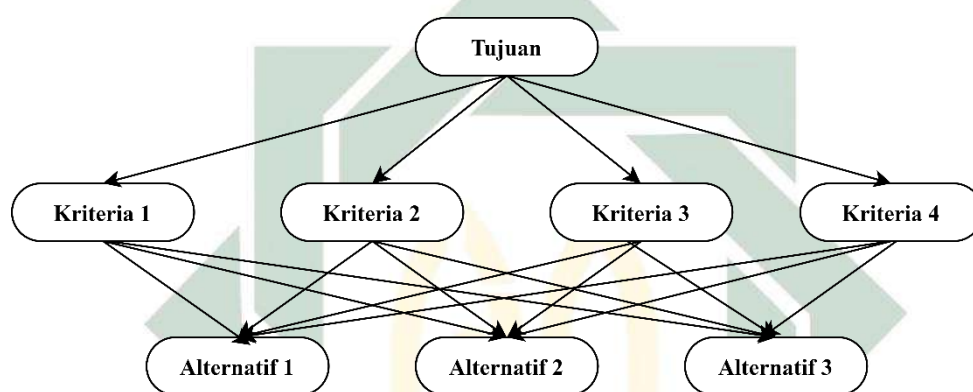 Tujuan
Kriteria 1
Kriteria 2
Kriteria 3
Kriteria 4
Alternatif 1
Alternatif 2
Alternatif 3